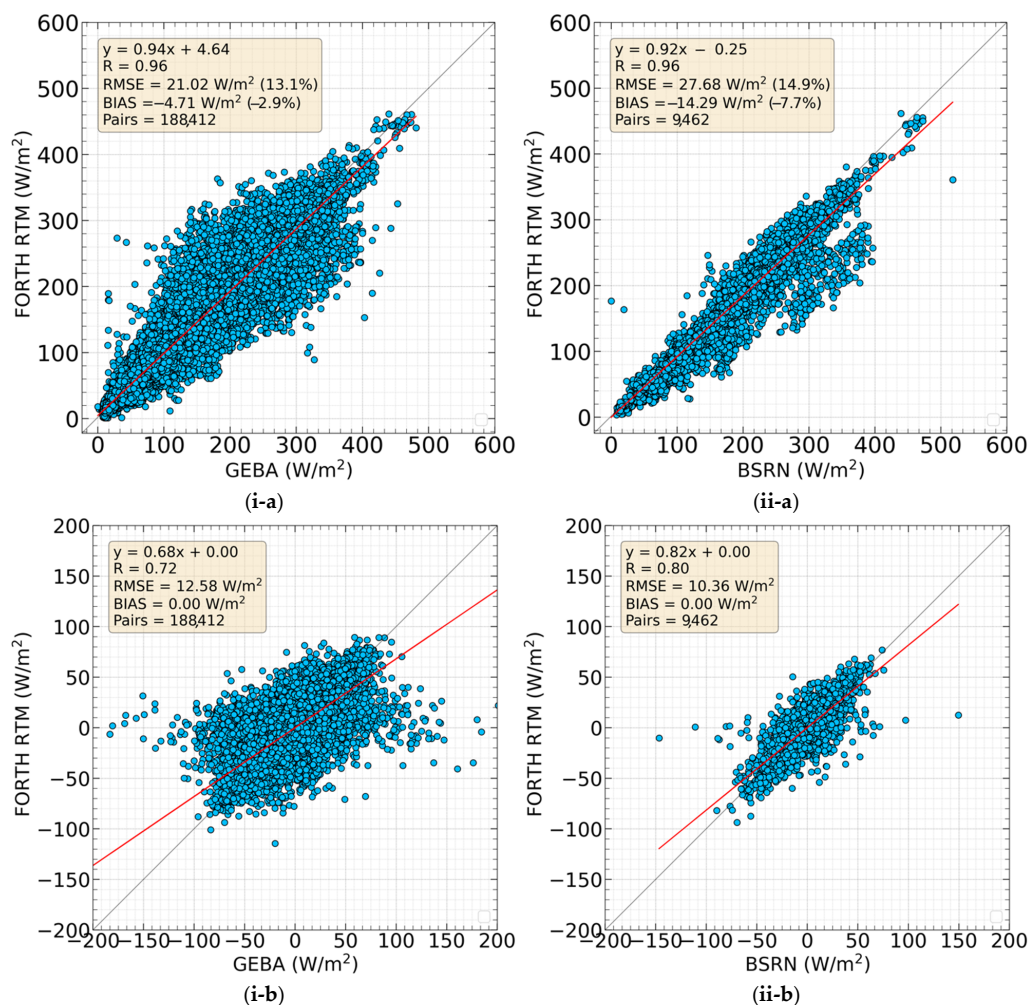 600
500
400
300
200
100
0
FORTH RTM (W/m²)
y = 0.94x + 4.64
R = 0.96
RMSE = 21.02 W/m² (13.1%)
BIAS =−4.71 W/m² (−2.9%)
Pairs = 188,412
0 100 200 300 400 500 600
GEBA (W/m²)
(i-a)
600
500
400
300
200
100
0
FORTH RTM (W/m²)
y = 0.92x − 0.25
R = 0.96
RMSE = 27.68 W/m² (14.9%)
BIAS =−14.29 W/m² (−7.7%)
Pairs = 9,462
0 100 200 300 400 500 600
BSRN (W/m²)
(ii-a)
200
150
100
50
0
−50
−100
−150
−200
FORTH RTM (W/m²)
y = 0.68x + 0.00
R = 0.72
RMSE = 12.58 W/m²
BIAS = 0.00 W/m²
Pairs = 188,412
−200 −150 −100 −50 0 50 100 150 200
GEBA (W/m²)
(i-b)
200
150
100
50
0
−50
−100
−150
−200
FORTH RTM (W/m²)
y = 0.82x + 0.00
R = 0.80
RMSE = 10.36 W/m²
BIAS = 0.00 W/m²
Pairs = 9,462
−200 −150 −100 −50 0 50 100 150 200
BSRN (W/m²)
(ii-b)